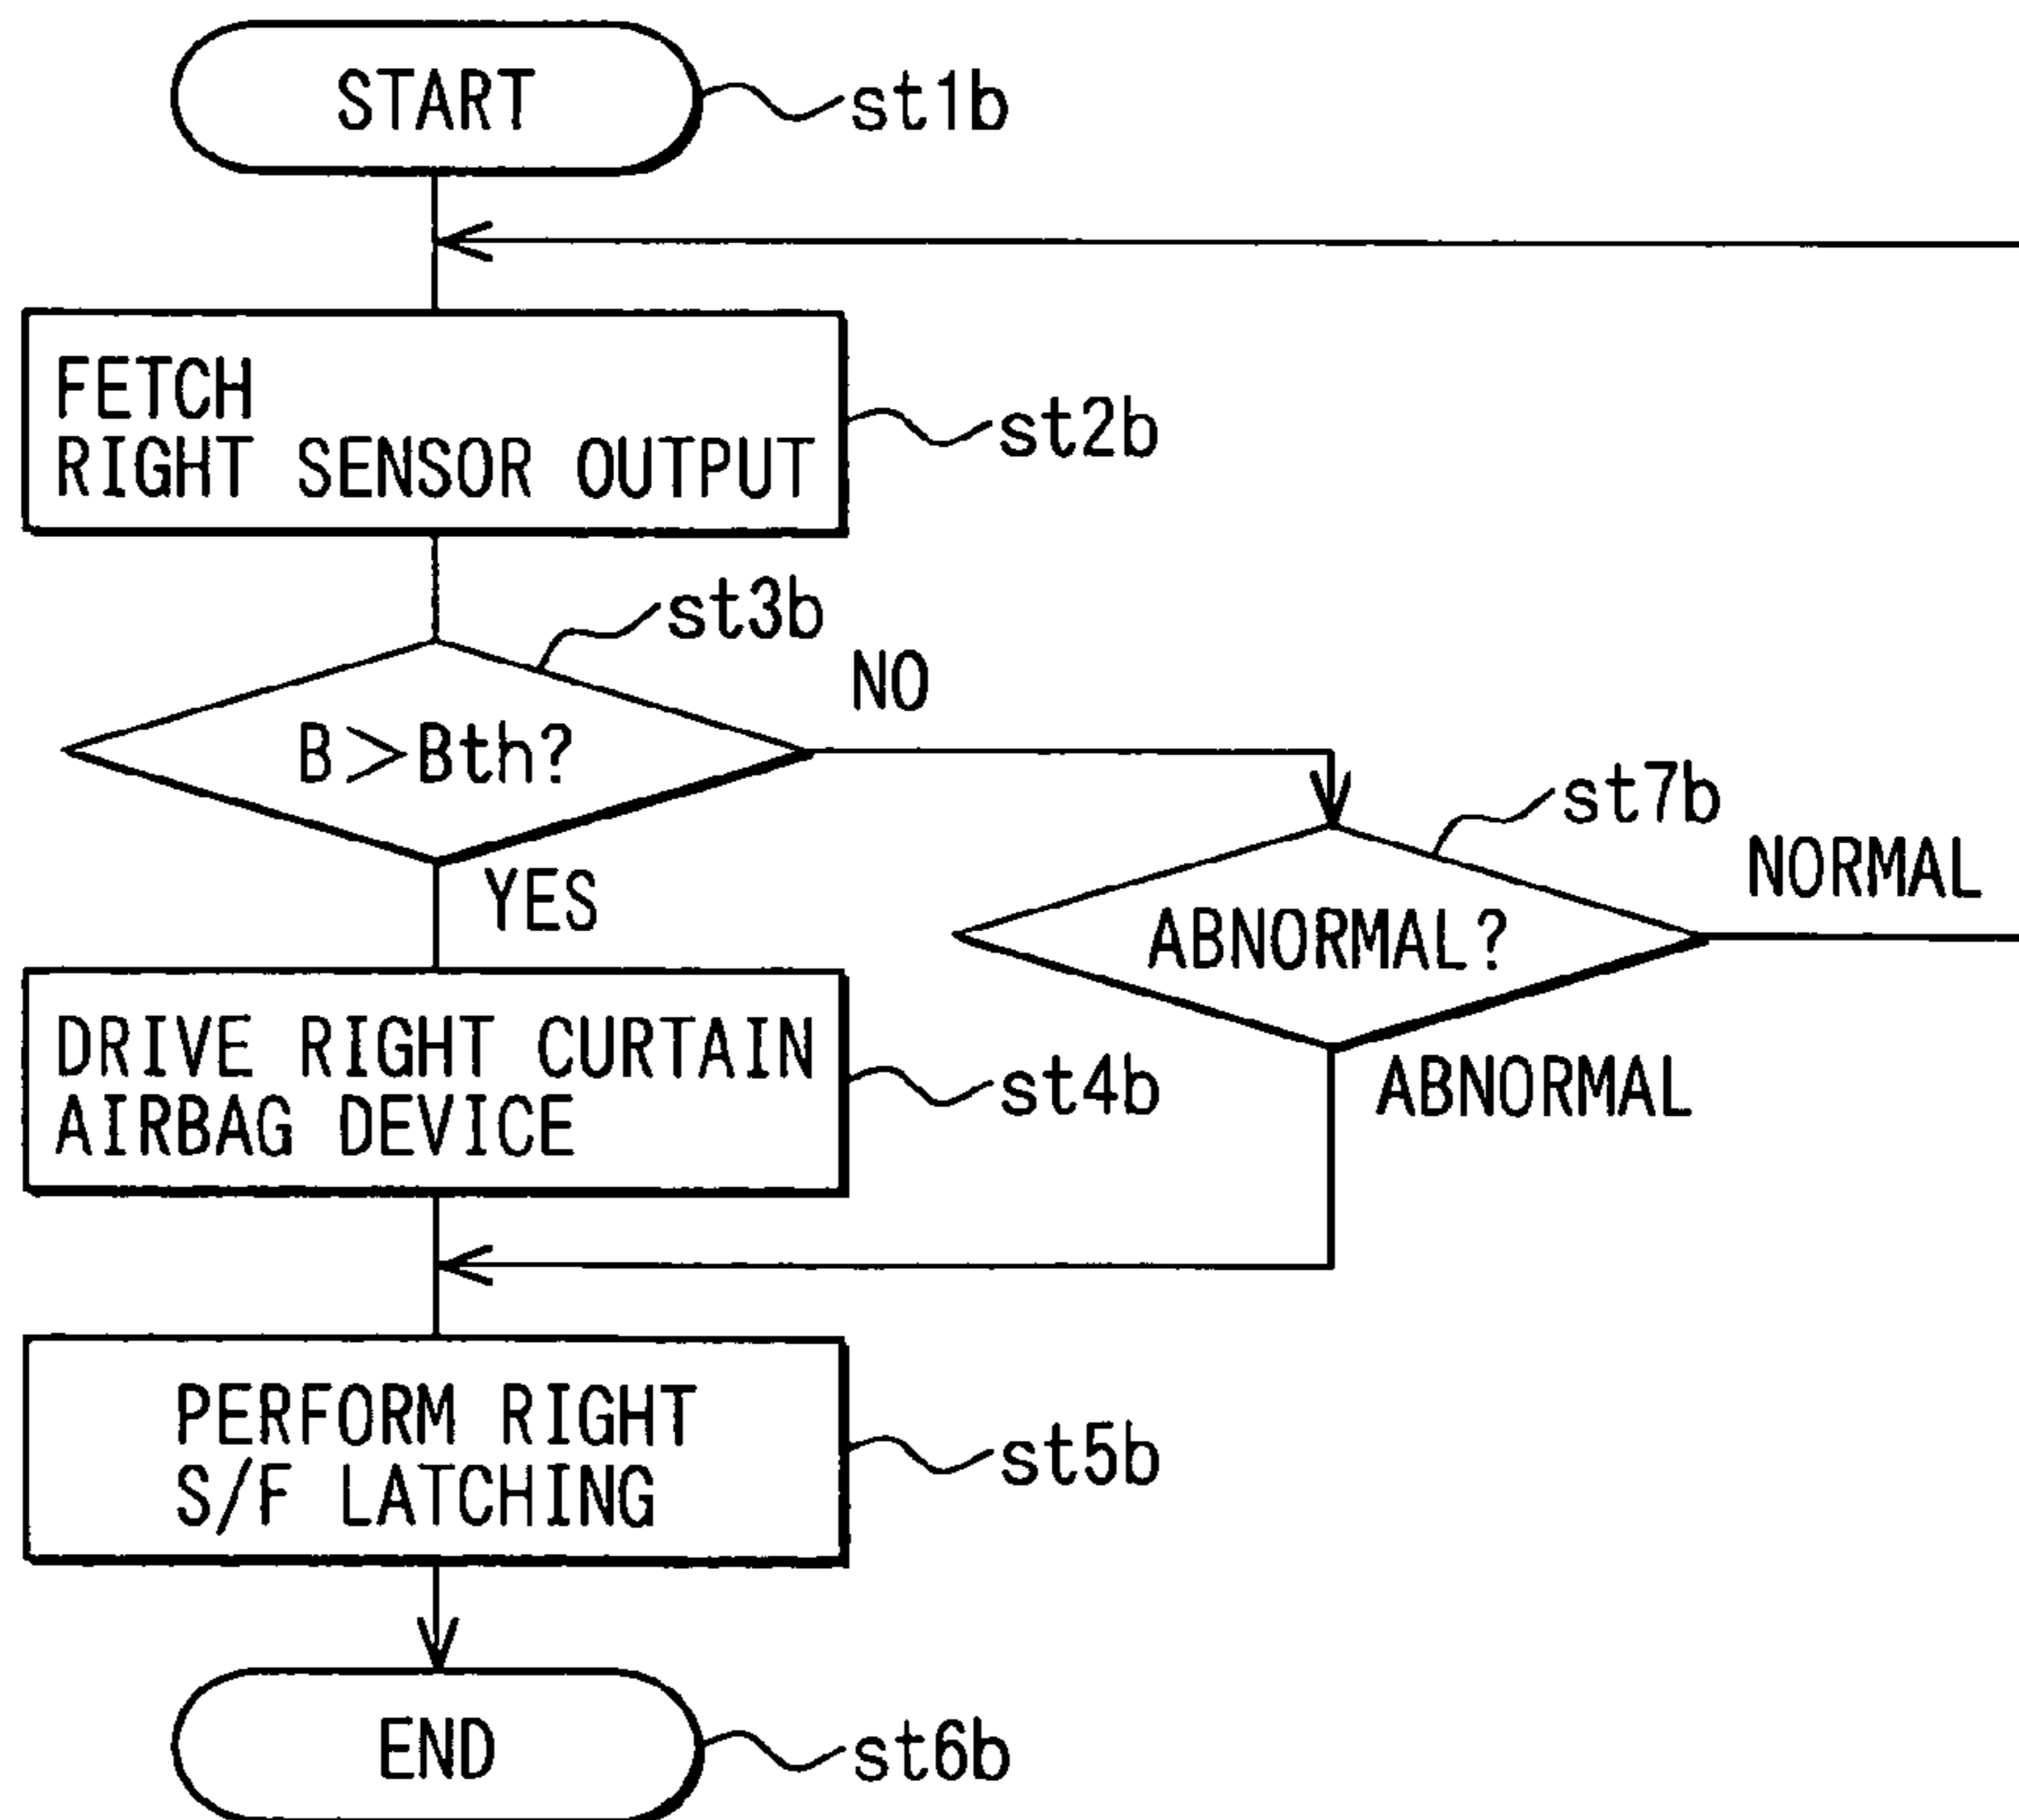 START
st1b
FETCH
RIGHT SENSOR OUTPUT
st2b
st3b
B>Bth?
NO
YES
st7b
ABNORMAL?
NORMAL
ABNORMAL
DRIVE RIGHT CURTAIN
AIRBAG DEVICE
st4b
PERFORM RIGHT
S/F LATCHING
st5b
END
st6b